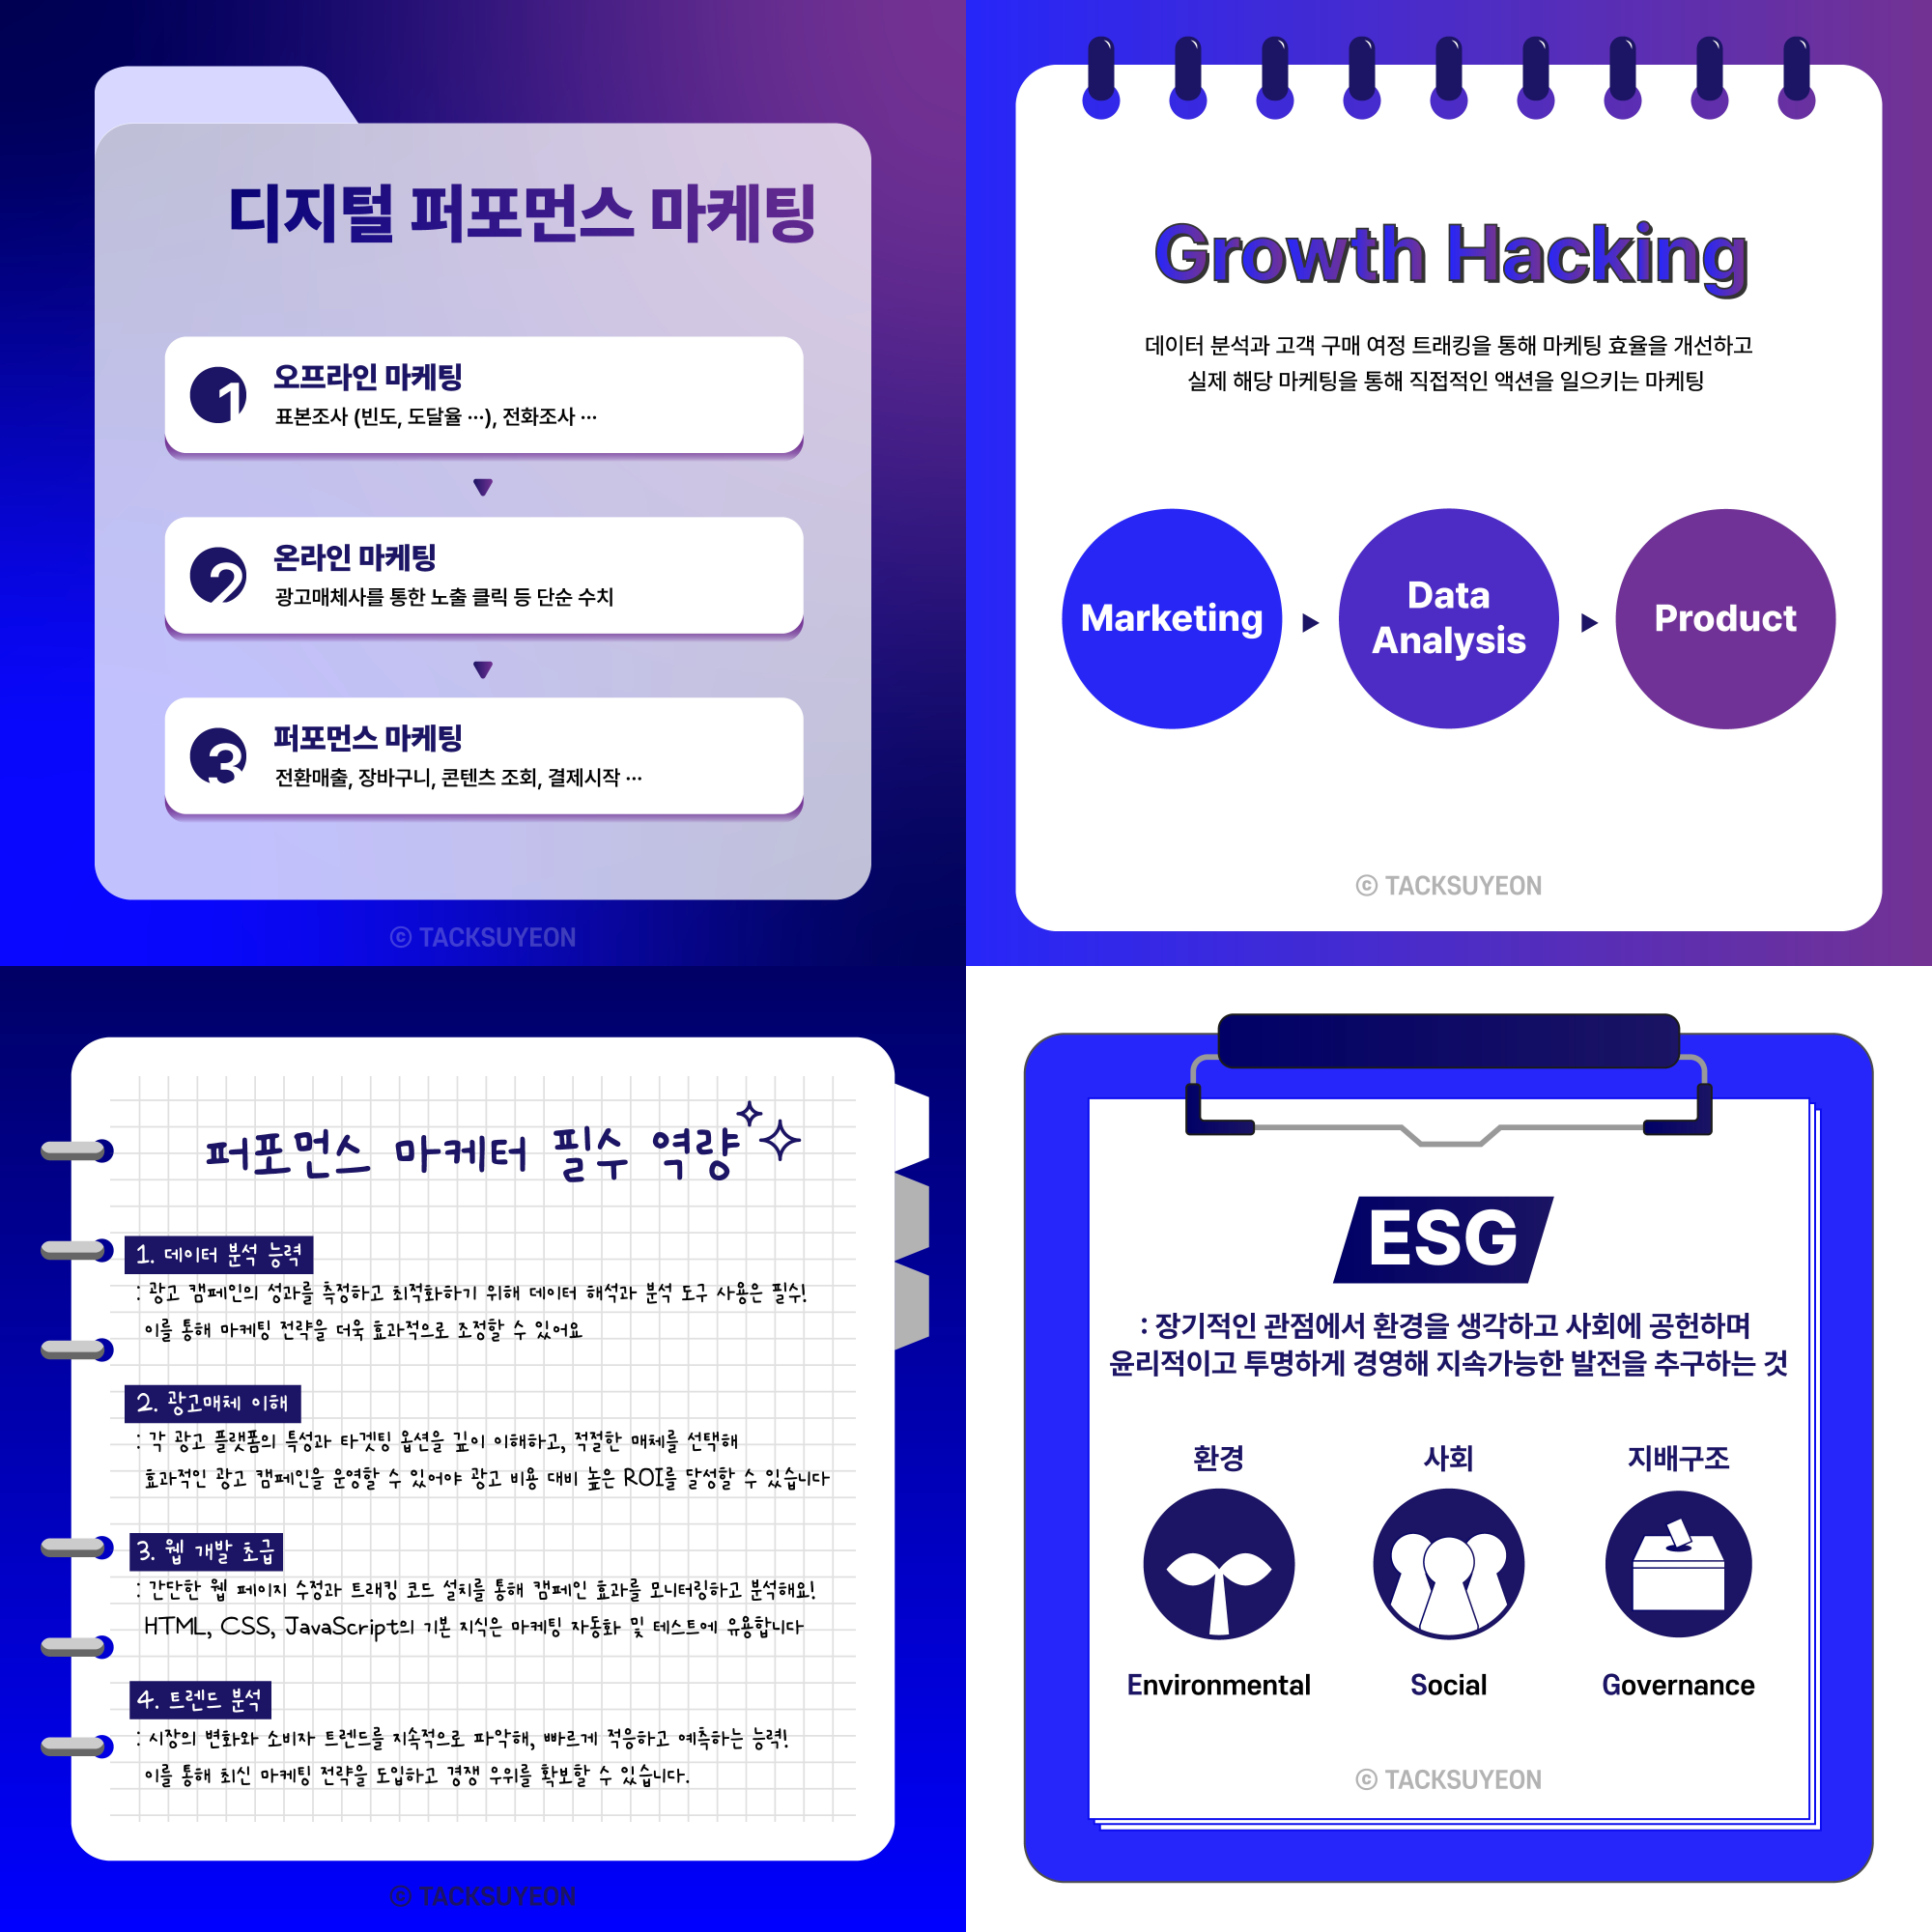 디지털 퍼포먼스 마케팅
1
오프라인 마케팅
표본조사 (빈도, 도달율 ···), 전화조사 ···
2
온라인 마케팅
광고매체사를 통한 노출 클릭 등 단순 수치
3
퍼포먼스 마케팅
전환매출, 장바구니, 콘텐츠 조회, 결제시작 ···
ⓒ TACKSUYEON
Growth Hacking
데이터 분석과 고객 구매 여정 트래킹을 통해 마케팅 효율을 개선하고
실제 해당 마케팅을 통해 직접적인 액션을 일으키는 마케팅
Marketing
Data
Analysis
Product
ⓒ TACKSUYEON
퍼포먼스 마케터 필수 역량
1. 데이터 분석 능력
: 광고 캠페인의 성과를 측정하고 최적화하기 위해 데이터 해석과 분석 도구 사용은 필수!
이를 통해 마케팅 전략을 더욱 효과적으로 조정할 수 있어요
2. 광고매체 이해
: 각 광고 플랫폼의 특성과 타겟팅 옵션을 깊이 이해하고, 적절한 매체를 선택해
효과적인 광고 캠페인을 운영할 수 있어야 광고 비용 대비 높은 ROI를 달성할 수 있습니다
3. 웹 개발 초급
: 간단한 웹 페이지 수정과 트래킹 코드 설치를 통해 캠페인 효과를 모니터링하고 분석해요!
HTML, CSS, JavaScript의 기본 지식은 마케팅 자동화 및 테스트에 유용합니다
4. 트렌드 분석
: 시장의 변화와 소비자 트렌드를 지속적으로 파악해, 빠르게 적응하고 예측하는 능력!
이를 통해 최신 마케팅 전략을 도입하고 경쟁 우위를 확보할 수 있습니다.
ⓒ TACKSUYEON
ESG
: 장기적인 관점에서 환경을 생각하고 사회에 공헌하며
윤리적이고 투명하게 경영해 지속가능한 발전을 추구하는 것
환경
사회
지배구조
Environmental
Social
Governance
ⓒ TACKSUYEON